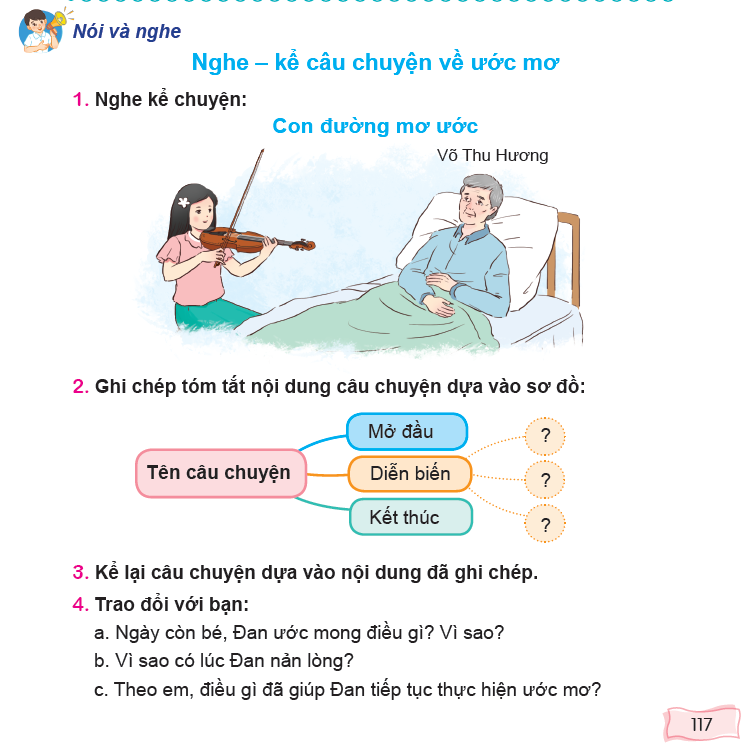 Nói và nghe
Nghe – kể câu chuyện về ước mơ
1. Nghe kể chuyện:
Con đường mơ ước
Võ Thu Hương
2. Ghi chép tóm tắt nội dung câu chuyện dựa vào sơ đồ:
Mở đầu
?
Tên câu chuyện
Diễn biến
?
Kết thúc
?
3. Kể lại câu chuyện dựa vào nội dung đã ghi chép.
4. Trao đổi với bạn:
a. Ngày còn bé, Đan ước mong điều gì? Vì sao?
b. Vì sao có lúc Đan nản lòng?
c. Theo em, điều gì đã giúp Đan tiếp tục thực hiện ước mơ?
117